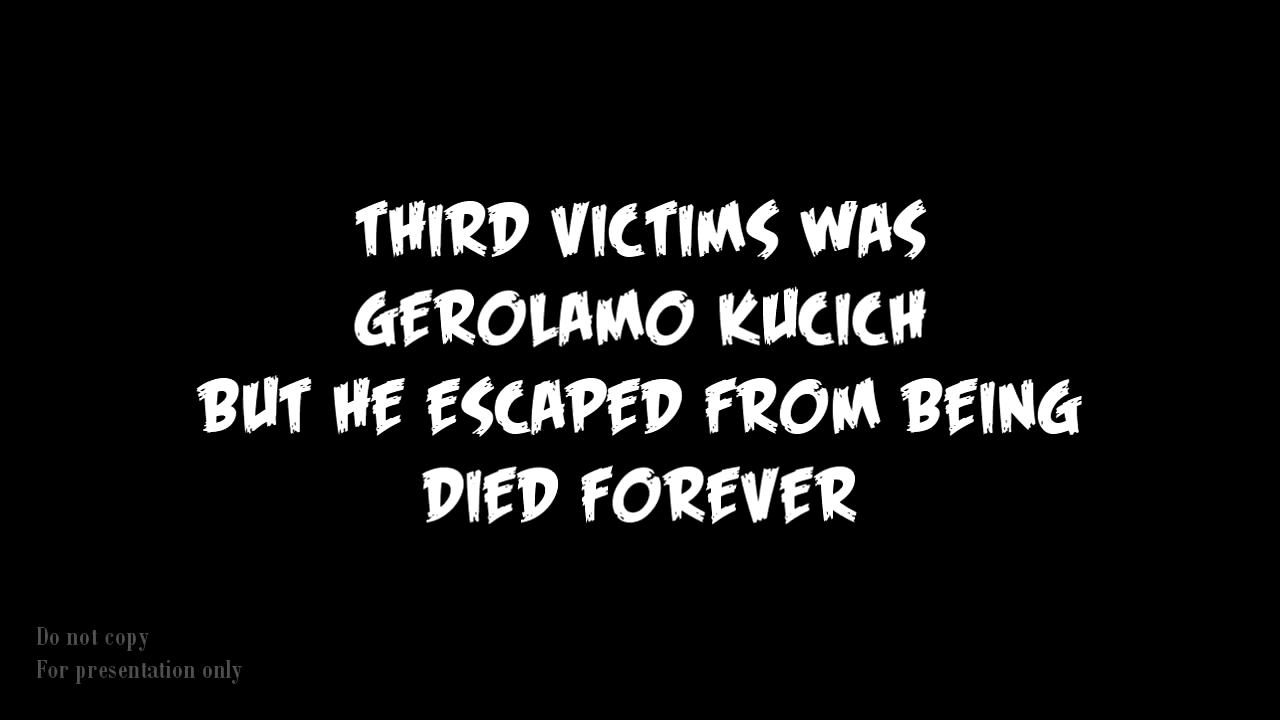 THIRD VICTIMS WAS
GEROLAMO KUCICH
BUT HE ESCAPED FROM BEING
DIED FOREVER
Do not copy
For presentation only